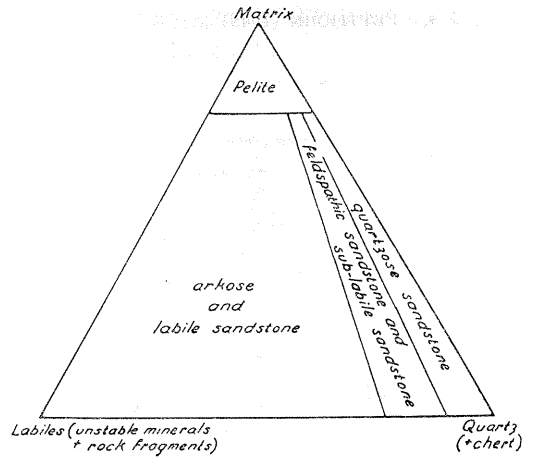 Matrix
Pelite
feldspathic sandstone and
sub-labile sandstone
quartzose sandstone
arkose
and
labile sandstone
Labiles (unstable minerals
+ rock fragments)
Quartz
(+chert)